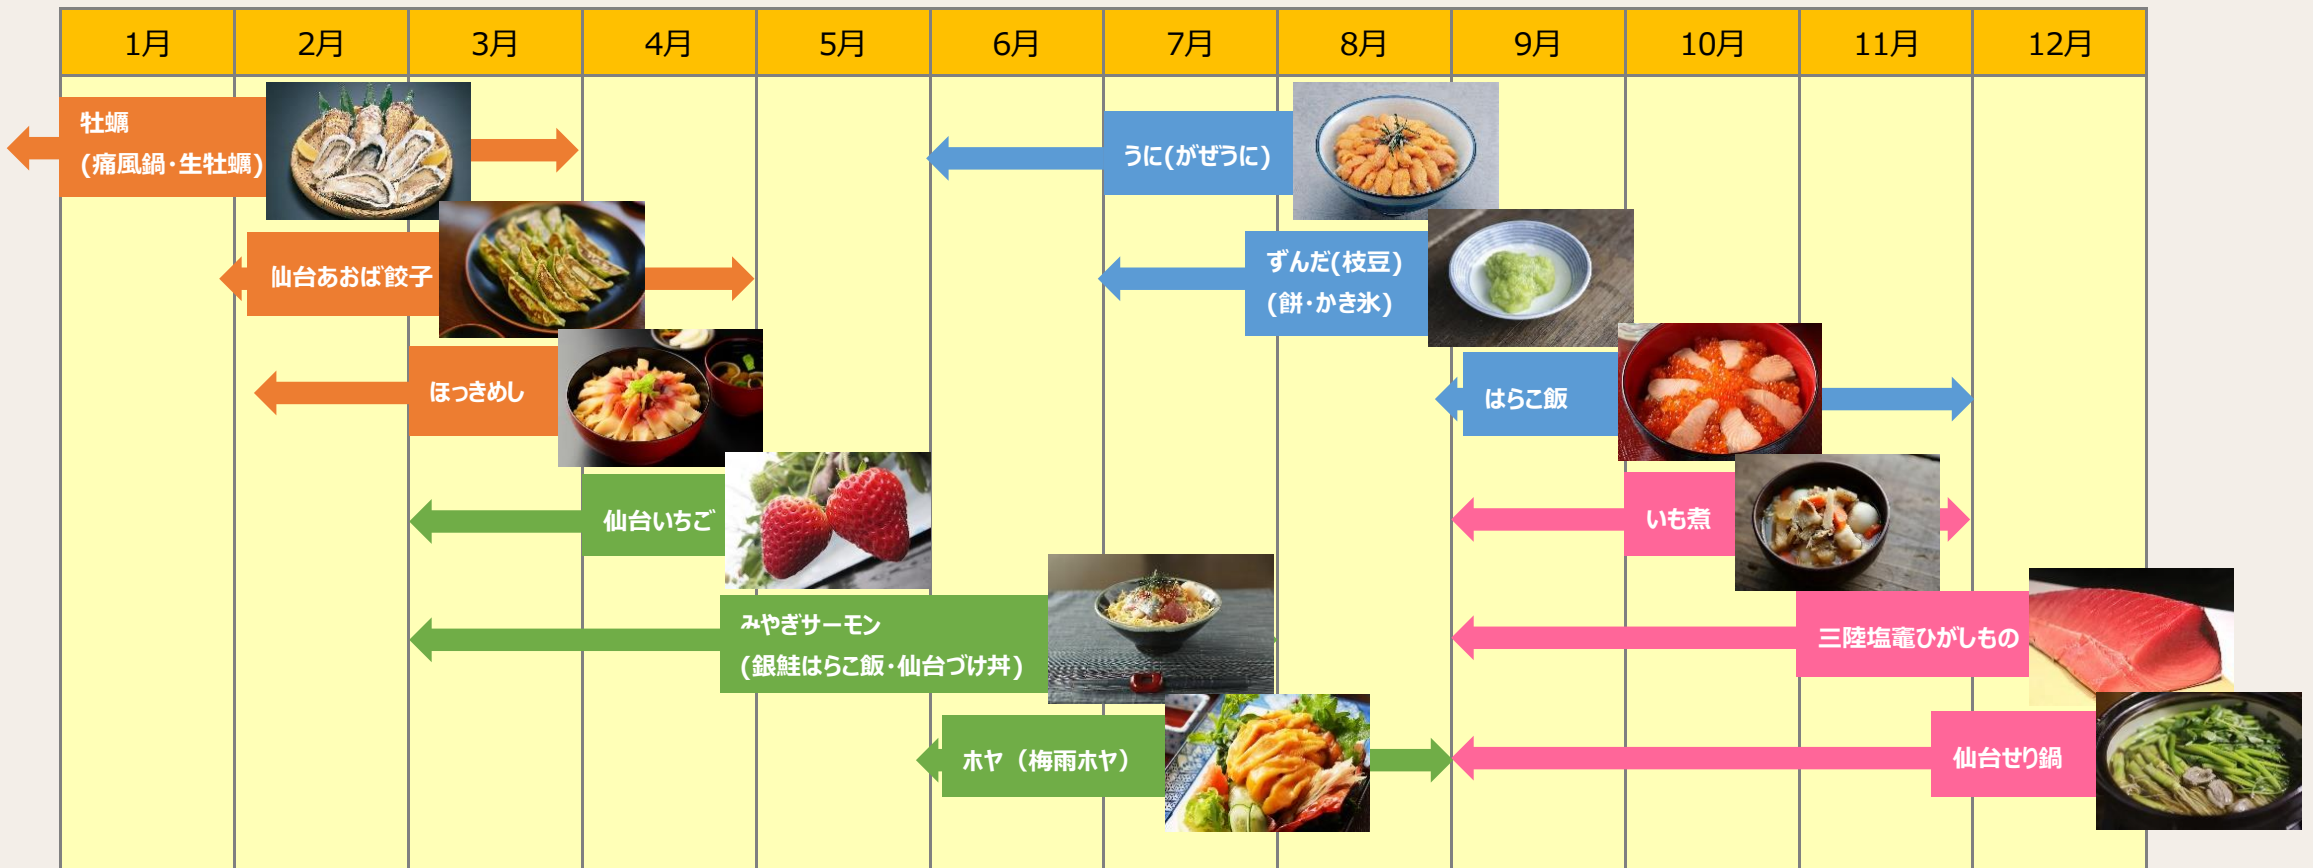 1月 2月 3月 4月 5月 6月 7月 8月 9月 10月 11月 12月
牡蠣
(痛風鍋・生牡蠣)
うに(がぜうに)
仙台あおば餃子
ずんだ(枝豆)
(餅・かき氷)
ほっきめし
はらこ飯
仙台いちご
いも煮
みやぎサーモン
(銀鮭はらこ飯・仙台づけ丼)
三陸塩竈ひがしもの
ホヤ（梅雨ホヤ）
仙台せり鍋